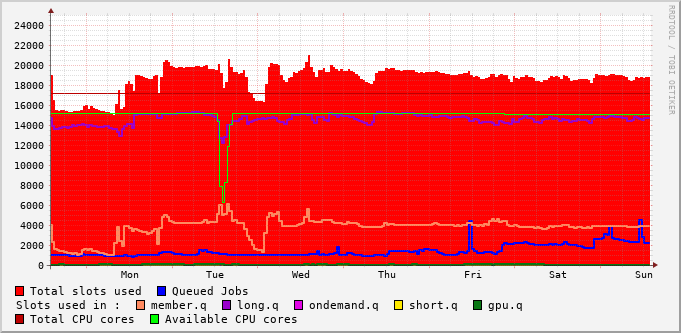 24000
22000
20000
18000
16000
14000
12000
10000
8000
6000
4000
2000
0
Mon Tue Wed Thu Fri Sat Sun
RRDTOOL / TOBI OETIKER
Total slots used Queued Jobs
Slots used in : member.q long.q ondemand.q short.q gpu.q
Total CPU cores Available CPU cores